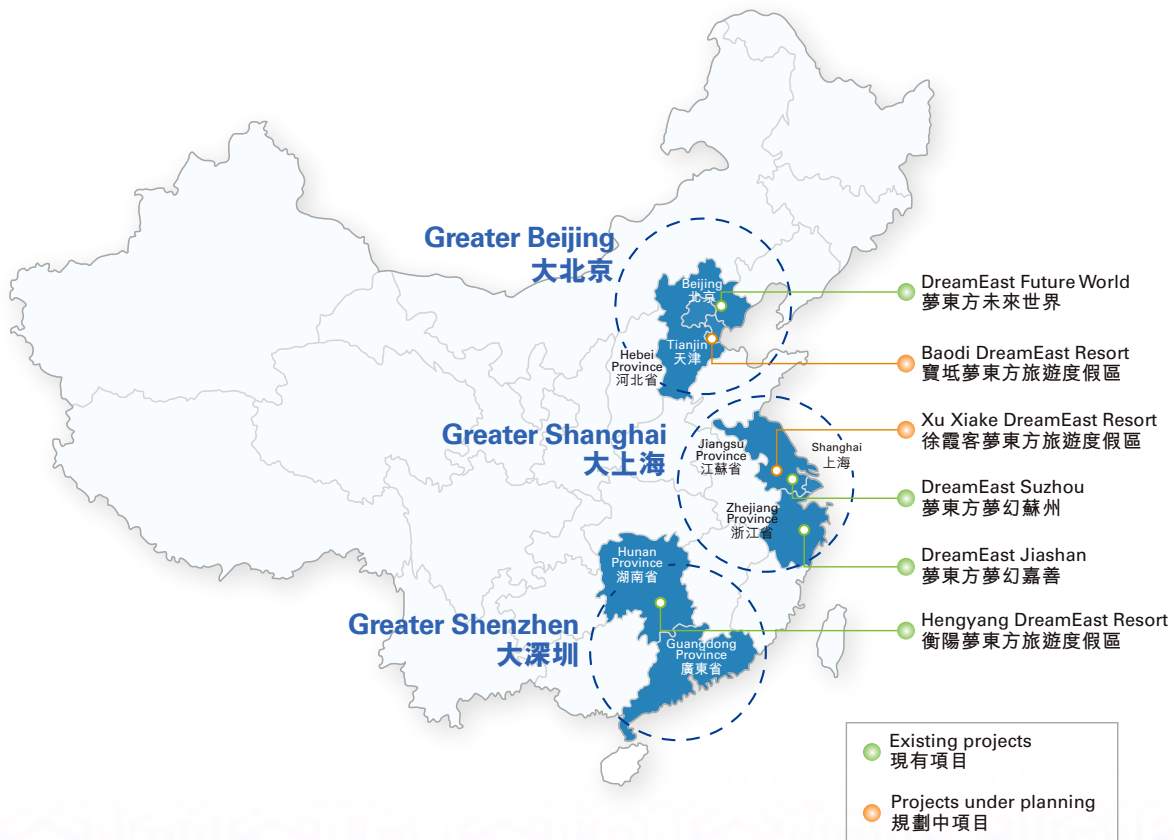 Greater Beijing
大北京
Beijing
北京
Tianjin
天津
Hebei
Province
河北省
DreamEast Future World
夢東方未來世界
Baodi DreamEast Resort
寶坻夢東方旅遊度假區
Greater Shanghai
大上海
Jiangsu
Province
江蘇省
Shanghai
上海
Zhejiang
Province
浙江省
Xu Xiake DreamEast Resort
徐霞客夢東方旅遊度假區
DreamEast Suzhou
夢東方夢幻蘇州
DreamEast Jiashan
夢東方夢幻嘉善
Hunan
Province
湖南省
Greater Shenzhen
大深圳
Guangdong
Province
廣東省
Hengyang DreamEast Resort
衡陽夢東方旅遊度假區
Existing projects
現有項目
Projects under planning
規劃中項目